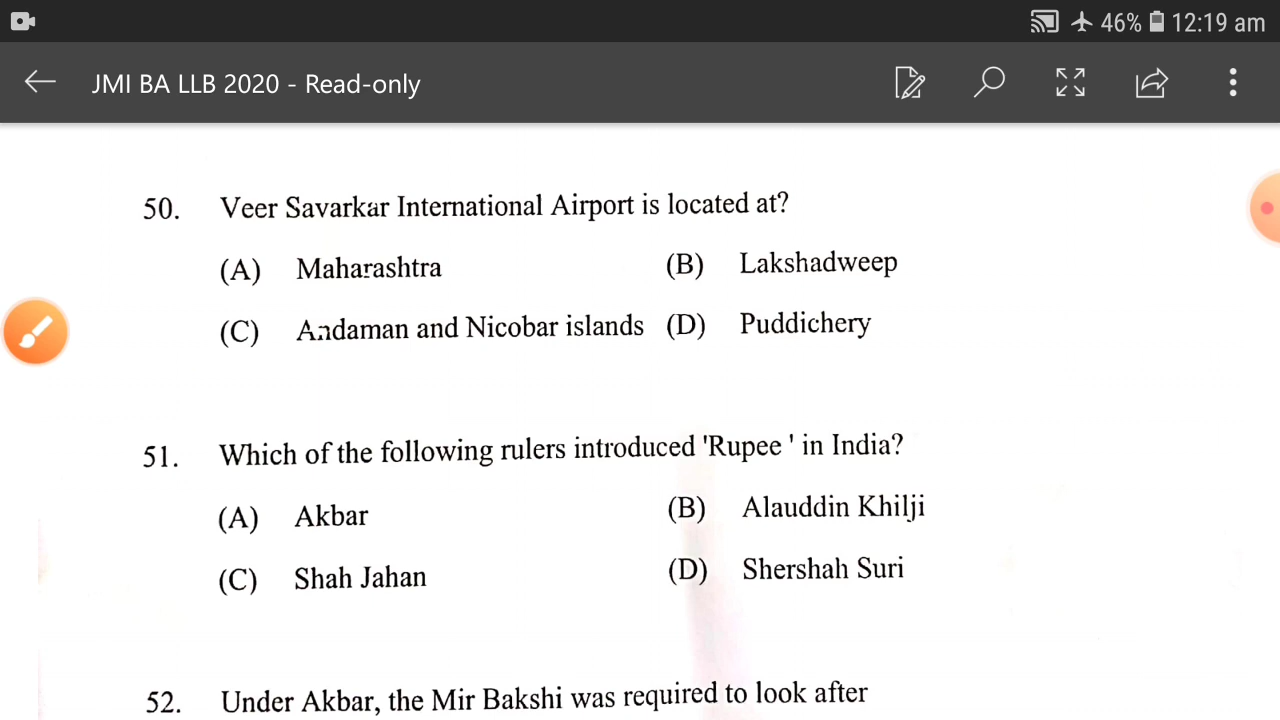 46% 12:19 am
JMI BA LLB 2020 - Read-only
50. Veer Savarkar International Airport is located at?
(A) Maharashtra (B) Lakshadweep
(C) Andaman and Nicobar islands (D) Puddichery
51. Which of the following rulers introduced 'Rupee ' in India?
(A) Akbar (B) Alauddin Khilji
(C) Shah Jahan (D) Shershah Suri
52. Under Akbar, the Mir Bakshi was required to look after